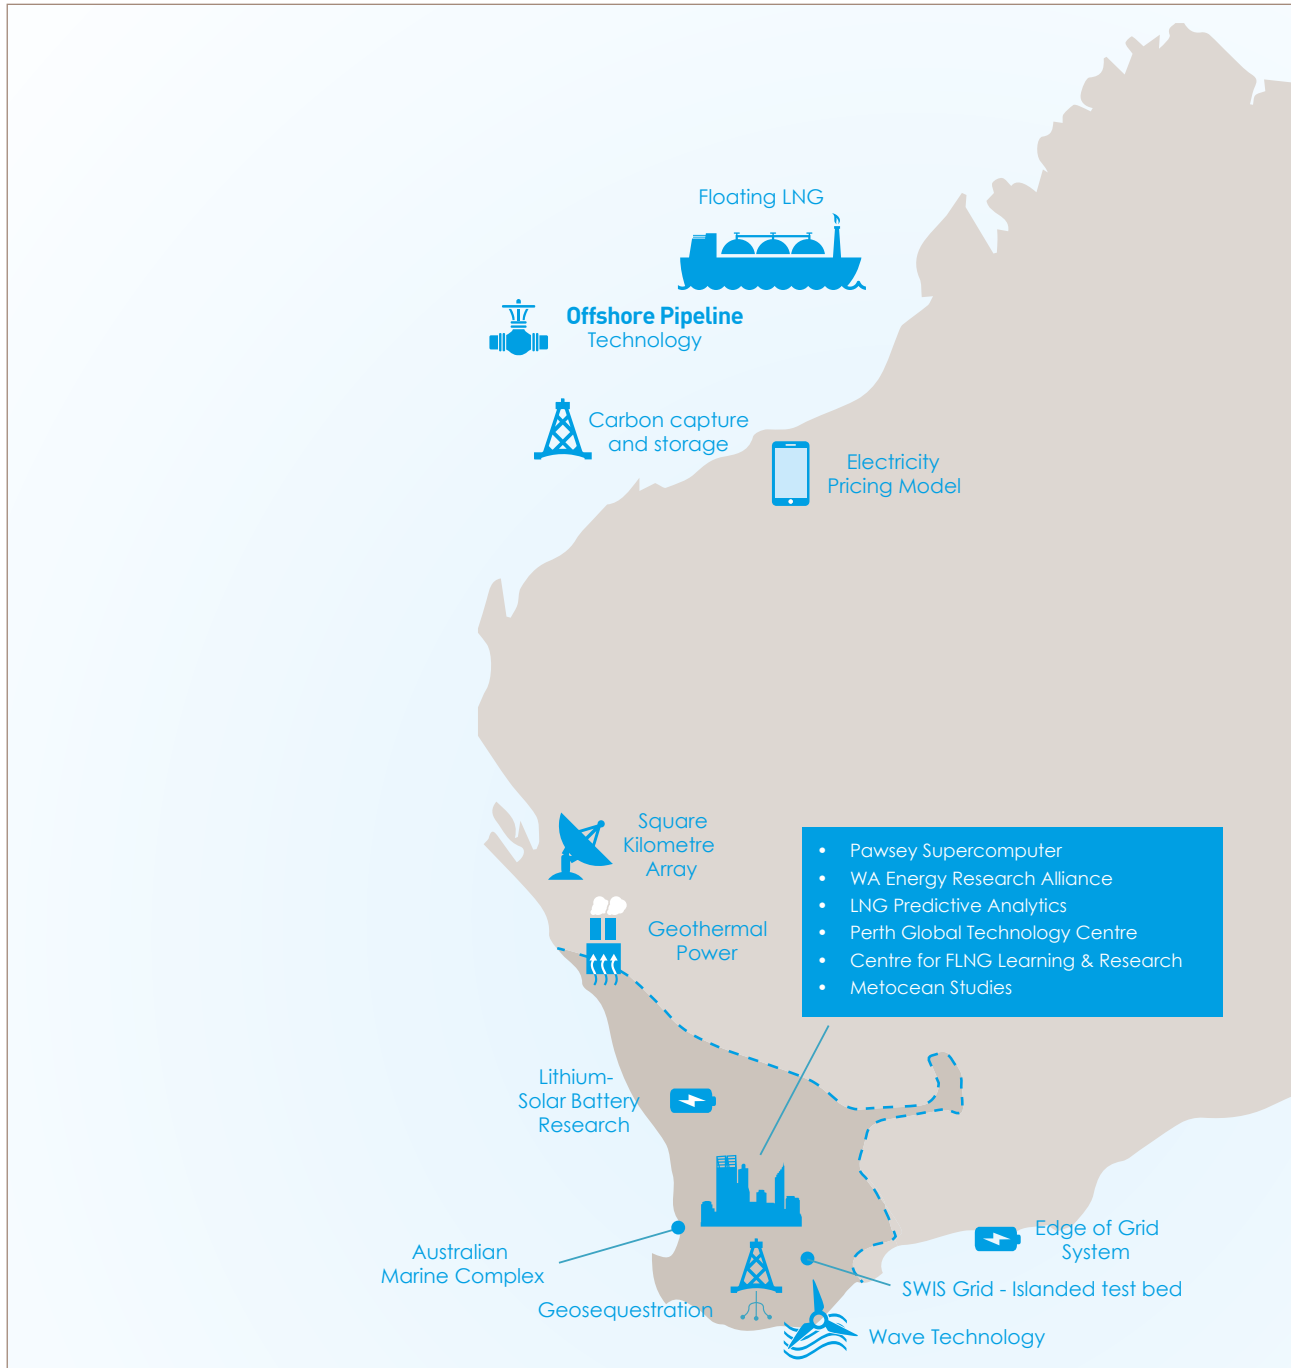 Floating LNG
Offshore Pipeline
Technology
Carbon capture
and storage
Electricity
Pricing Model
Square
Kilometre
Array
Geothermal
Power
• Pawsey Supercomputer
• WA Energy Research Alliance
• LNG Predictive Analytics
• Perth Global Technology Centre
• Centre for FLNG Learning & Research
• Metocean Studies
Lithium-
Solar Battery
Research
Australian
Marine Complex
Edge of Grid
System
SWIS Grid - Islanded test bed
Geosequestration
Wave Technology